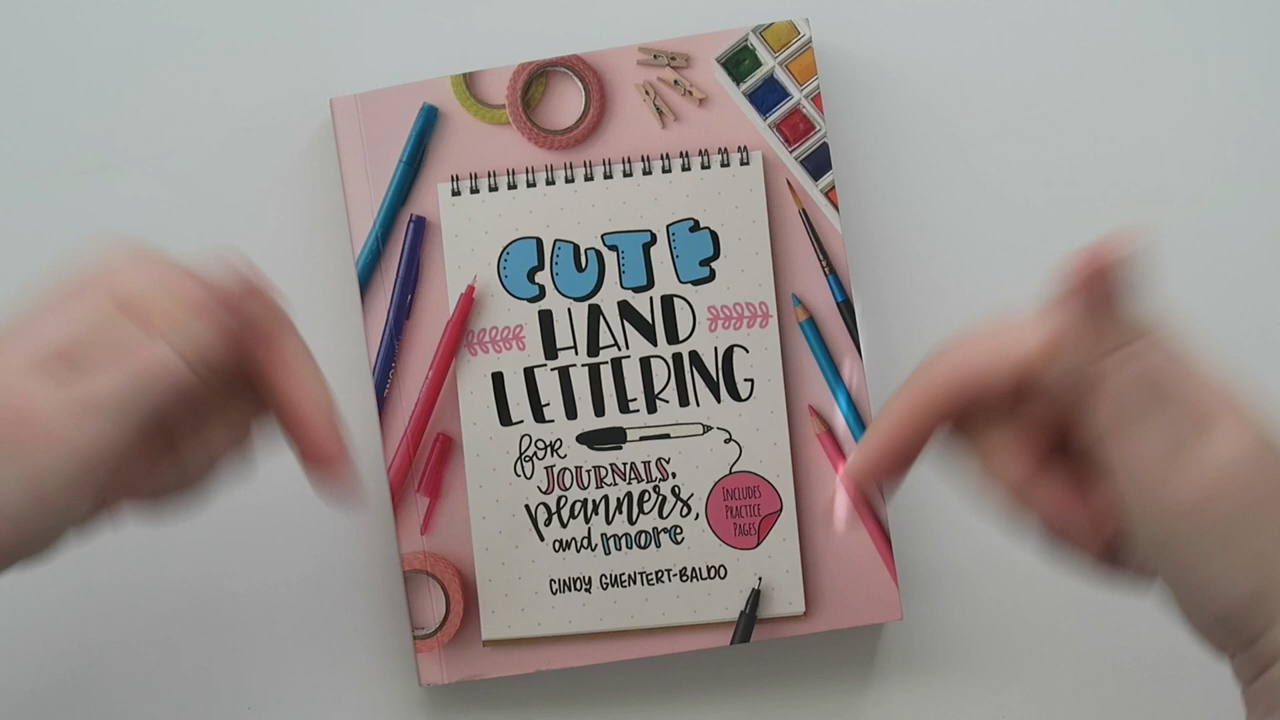 CUTE
HAND
LETTERING
for
JOURNALS,
planners,
and more
INCLUDES
PRACTICE
PAGES
CINDY GUENTERT-BALDO